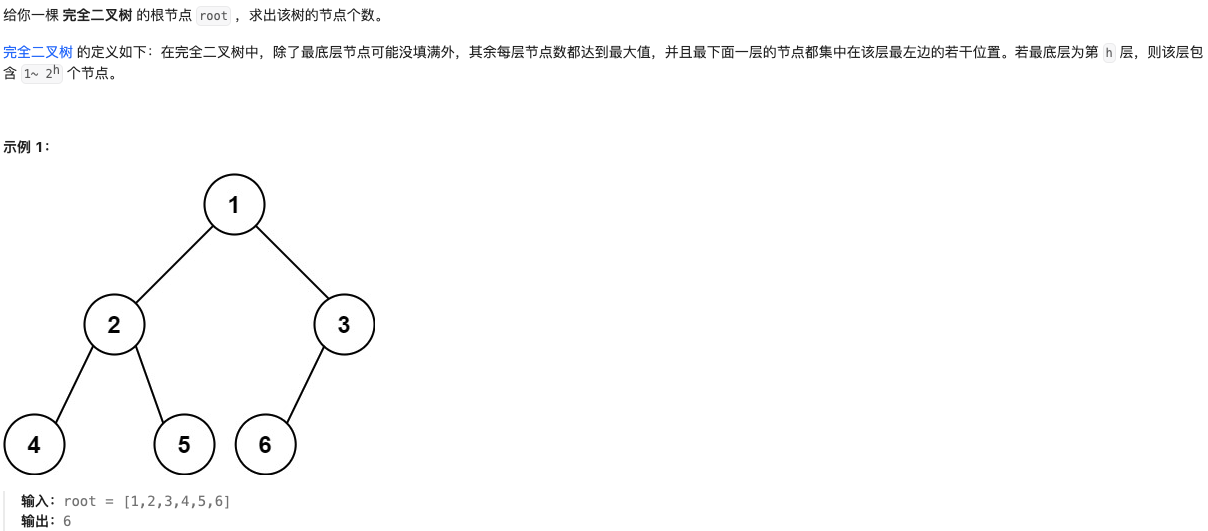 给你一棵 完全二叉树 的根节点 root ，求出该树的节点个数。
完全二叉树 的定义如下：在完全二叉树中，除了最底层节点可能没填满外，其余每层节点数都达到最大值，并且最下面一层的节点都集中在该层最左边的若干位置。若最底层为第 h 层，则该层包
含 1~ 2^h 个节点。
示例 1：
1
2 3
4 5 6
输入：root = [1,2,3,4,5,6]
输出：6